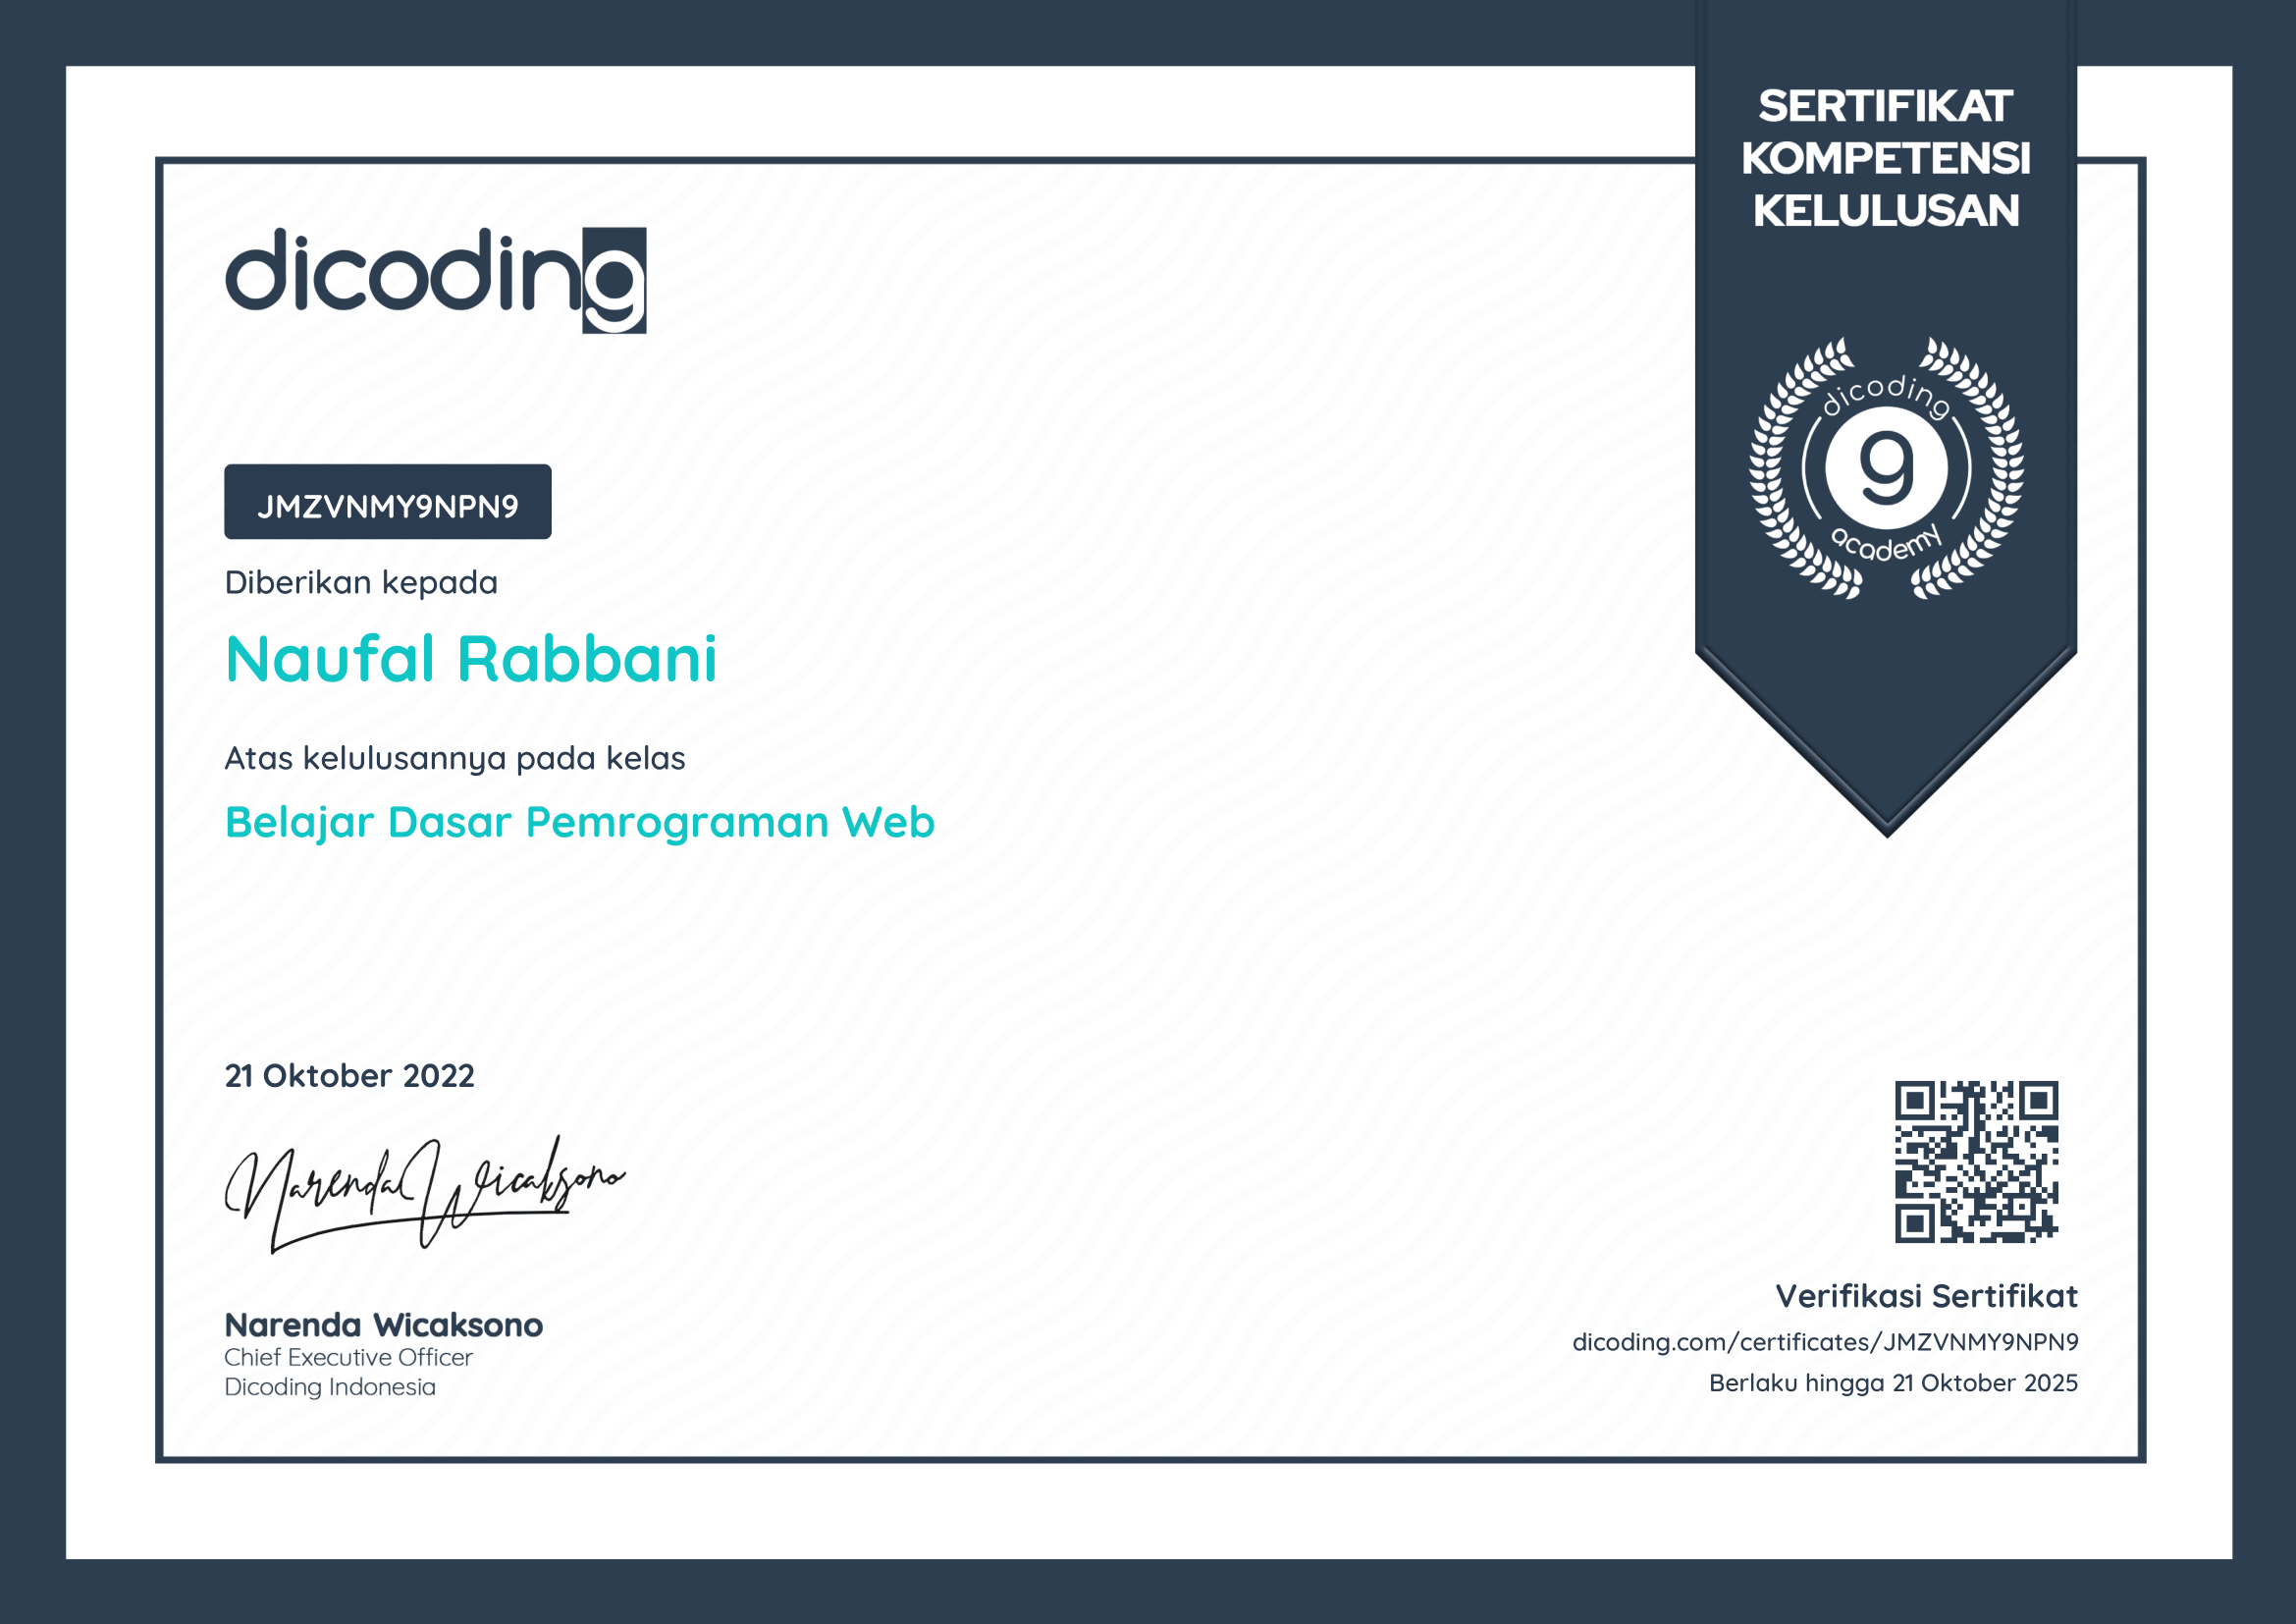 SERTIFIKAT
KOMPETENSI
KELULUSAN
dicoding
dicoding
g
academy
JMZVNMY9NPN9
Diberikan kepada
Naufal Rabbani
Atas kelulusannya pada kelas
Belajar Dasar Pemrograman Web
21 Oktober 2022
Narenda Wicaksono
Narenda Wicaksono
Chief Executive Officer
Dicoding Indonesia
Verifikasi Sertifikat
dicoding.com/certificates/JMZVNMY9NPN9
Berlaku hingga 21 Oktober 2025